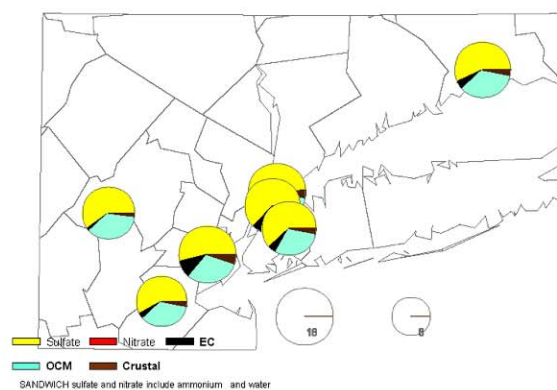 18
8
Sulfate Nitrate EC
OCM Crustal
SANDWICH sulfate and nitrate include ammonium and water